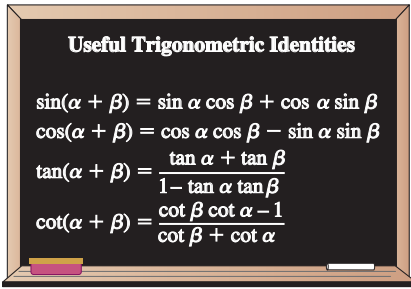 Useful Trigonometric Identities
sin(α + β) = sin α cos β + cos α sin β
cos(α + β) = cos α cos β − sin α sin β
tan(α + β) = (tan α + tan β) / (1 − tan α tan β)
cot(α + β) = (cot β cot α − 1) / (cot β + cot α)